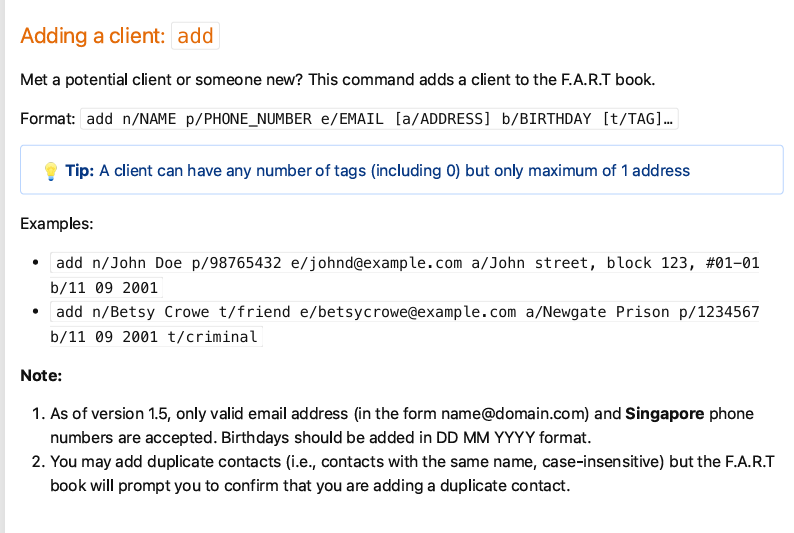 Adding a client: add
Met a potential client or someone new? This command adds a client to the F.A.R.T book.
Format: add n/NAME p/PHONE_NUMBER e/EMAIL [a/ADDRESS] b/BIRTHDAY [t/TAG]…
💡 Tip: A client can have any number of tags (including 0) but only maximum of 1 address
Examples:
• add n/John Doe p/98765432 e/johnd@example.com a/John street, block 123, #01-01
b/11 09 2001
• add n/Betsy Crowe t/friend e/betsycrowe@example.com a/Newgate Prison p/1234567
b/11 09 2001 t/criminal
Note:
1. As of version 1.5, only valid email address (in the form name@domain.com) and Singapore phone
numbers are accepted. Birthdays should be added in DD MM YYYY format.
2. You may add duplicate contacts (i.e., contacts with the same name, case-insensitive) but the F.A.R.T
book will prompt you to confirm that you are adding a duplicate contact.